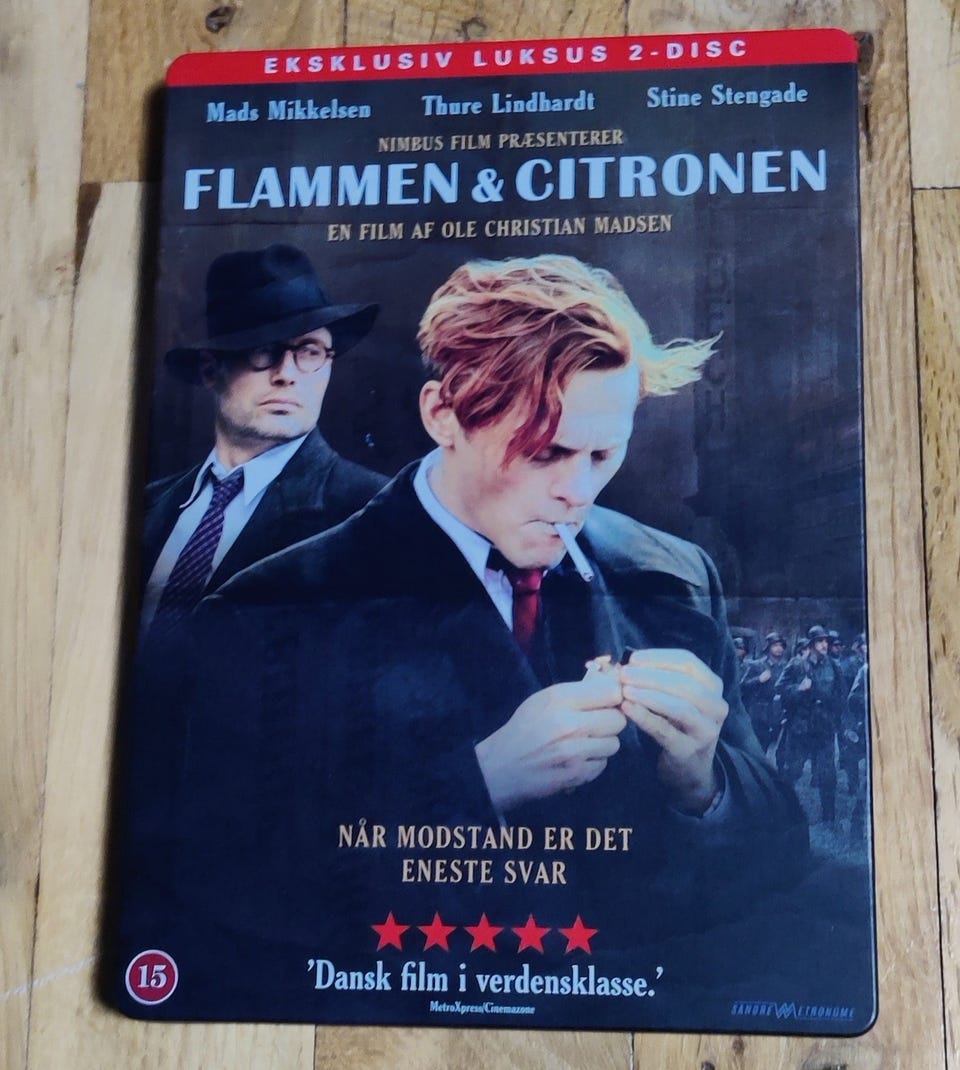 EKSKLUSIV LUKSUS 2-DISC
Mads Mikkelsen Thure Lindhardt Stine Stengade
NIMBUS FILM PRÆSENTERER
FLAMMEN & CITRONEN
EN FILM AF OLE CHRISTIAN MADSEN
NÅR MODSTAND ER DET
ENESTE SVAR
'Dansk film i verdensklasse.'
MetroXpress/Cinemazone
15
SANDREW METRONOME